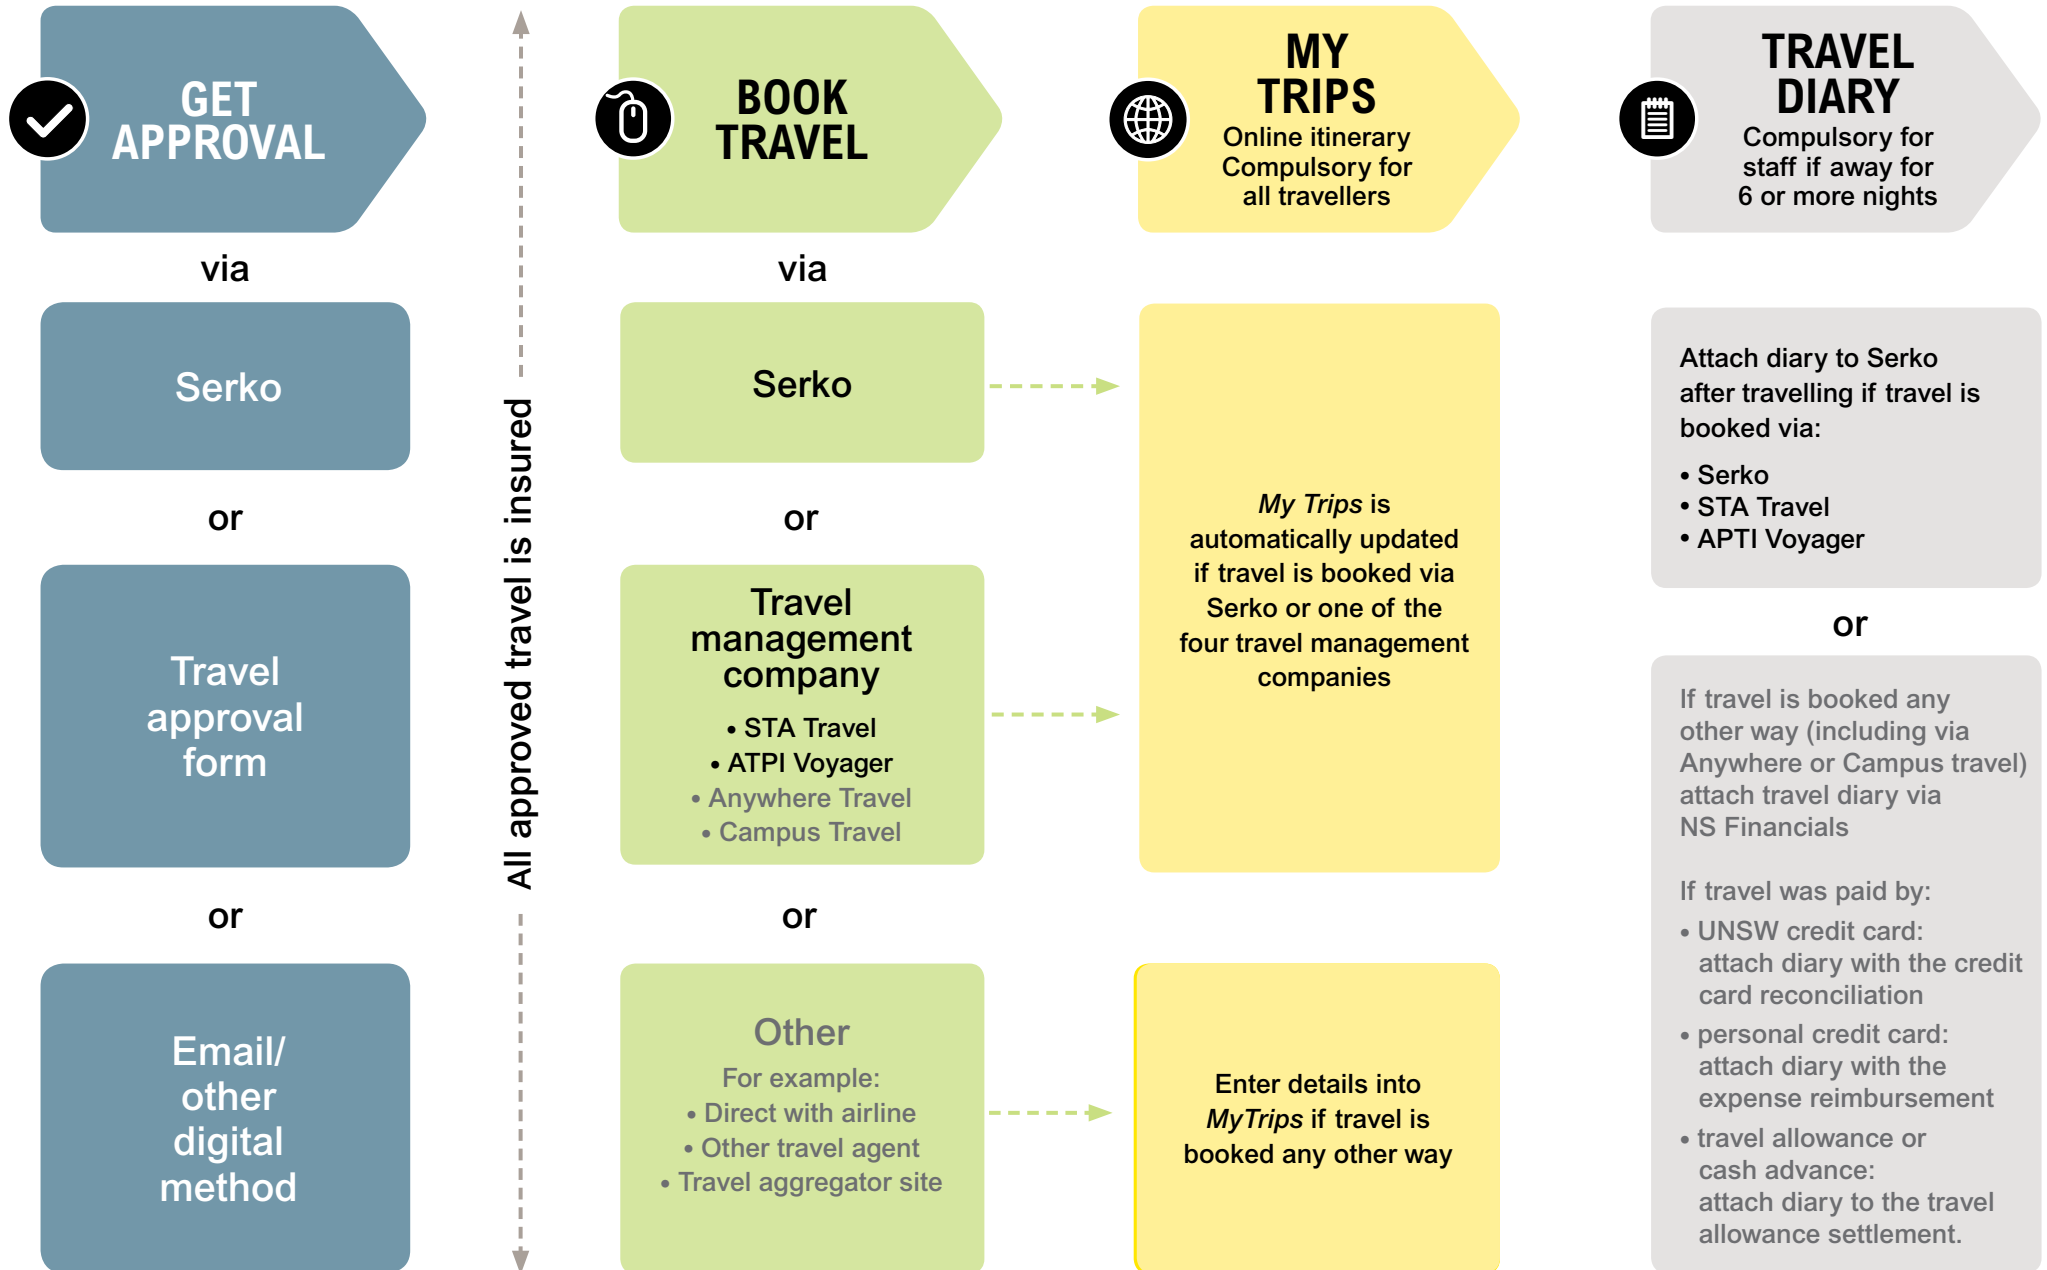 GET
APPROVAL
via
Serko
or
Travel
approval
form
or
Email/
other
digital
method
All approved travel is insured
BOOK
TRAVEL
via
Serko
or
Travel
management
company
• STA Travel
• ATPI Voyager
• Anywhere Travel
• Campus Travel
or
Other
For example:
• Direct with airline
• Other travel agent
• Travel aggregator site
MY
TRIPS
Online itinerary
Compulsory for
all travellers
My Trips is
automatically updated
if travel is booked via
Serko or one of the
four travel management
companies
Enter details into
MyTrips if travel is
booked any other way
TRAVEL
DIARY
Compulsory for
staff if away for
6 or more nights
Attach diary to Serko
after travelling if travel is
booked via:
• Serko
• STA Travel
• APTI Voyager
or
If travel is booked any
other way (including via
Anywhere or Campus travel)
attach travel diary via
NS Financials
If travel was paid by:
• UNSW credit card:
attach diary with the credit
card reconciliation
• personal credit card:
attach diary with the
expense reimbursement
• travel allowance or
cash advance:
attach diary to the travel
allowance settlement.